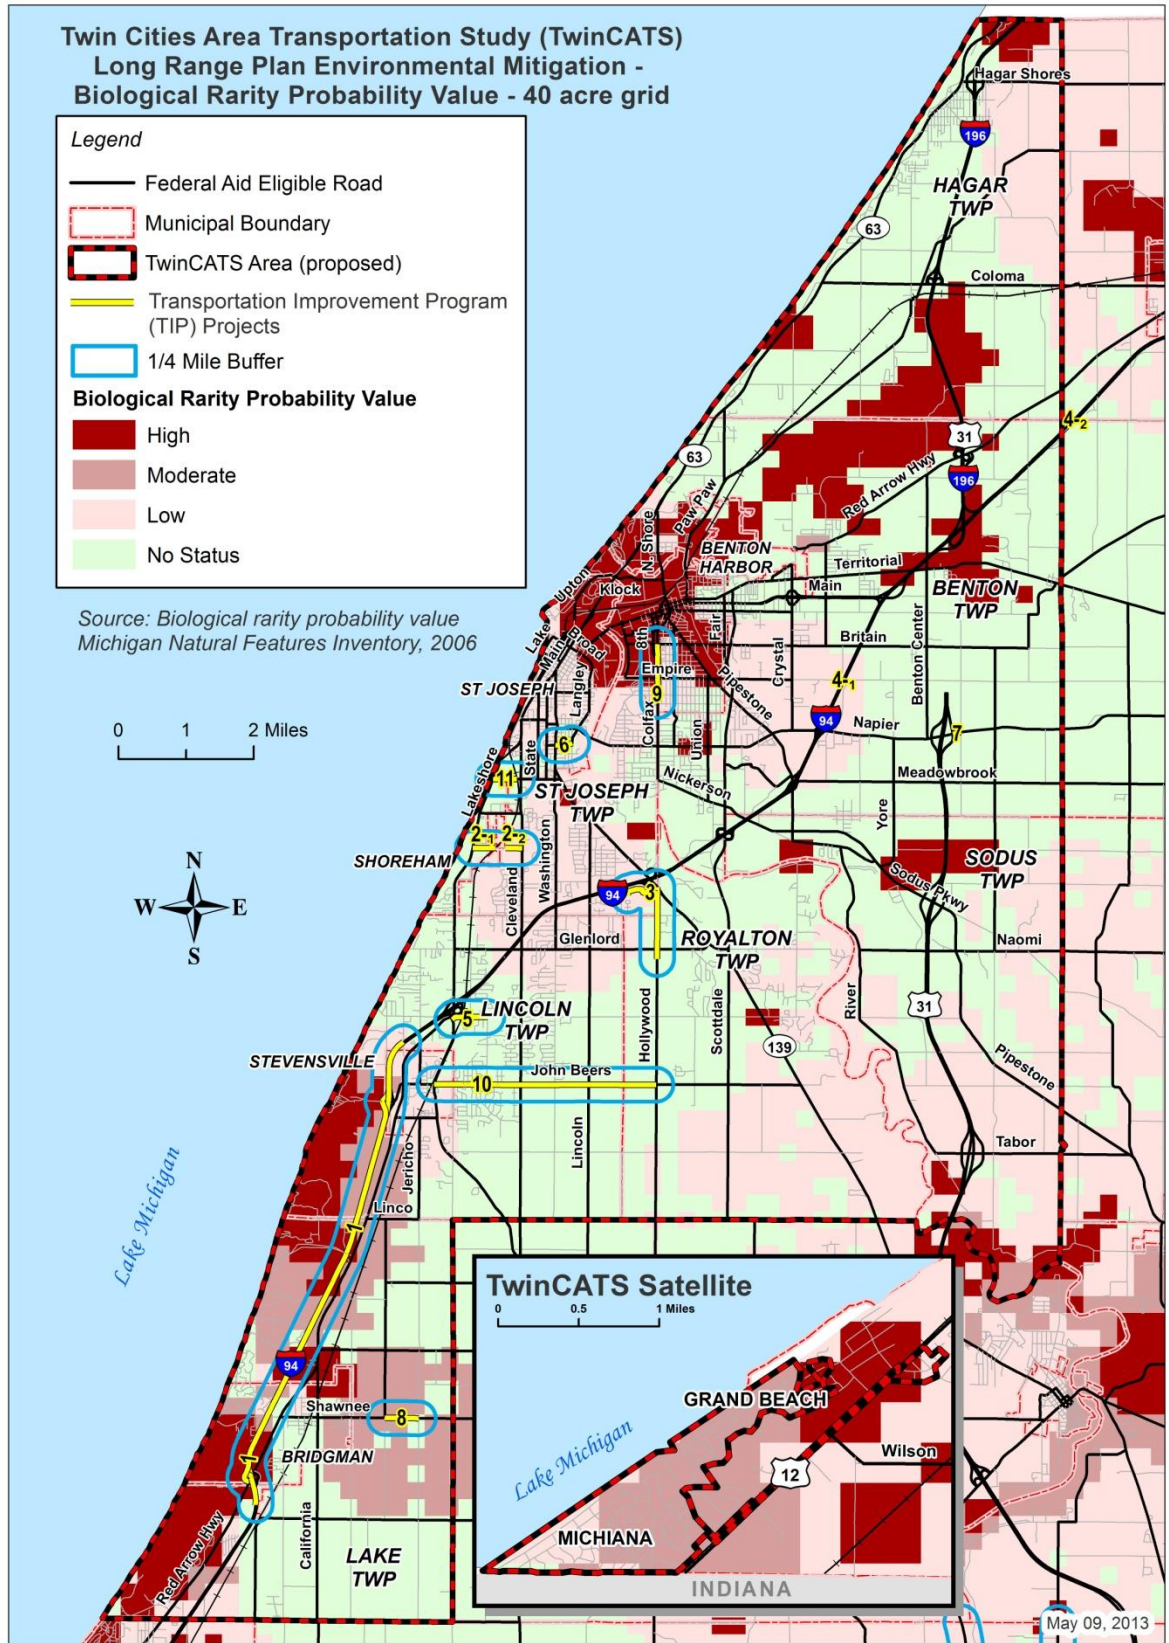 Twin Cities Area Transportation Study (TwinCATS)
Long Range Plan Environmental Mitigation -
Biological Rarity Probability Value - 40 acre grid
Legend
Federal Aid Eligible Road
Municipal Boundary
TwinCATS Area (proposed)
Transportation Improvement Program
(TIP) Projects
1/4 Mile Buffer
Biological Rarity Probability Value
High
Moderate
Low
No Status
Source: Biological rarity probability value
Michigan Natural Features Inventory, 2006
0 1 2 Miles
N
W E
S
Hagar Shores
196
HAGAR
TWP
63
Coloma
4-2
31
63
Red Arrow Hwy
196
Paw Paw
N. Shore
BENTON
HARBOR
Territorial
Upton
Klock
Main
BENTON
TWP
Lake
Main
Broad
8th
Fair
Britain
Crystal
Benton Center
Empire
Pipestone
4-1
ST JOSEPH
Langley
9
Colfax
Union
94
Napier
7
6
State
Lakeshore
11
Nickerson
Meadowbrook
ST JOSEPH
TWP
Yore
2-1 2-2
SHOREHAM
Washington
Cleveland
SODUS
TWP
Sodus Pkwy
94
3
Glenlord
ROYALTON
TWP
Naomi
River
31
5
LINCOLN
TWP
Hollywood
Scottdale
139
STEVENSVILLE
John Beers
10
Pipestone
Lincoln
Tabor
Jericho
Linco
Lake Michigan
1
94
Shawnee
8
1
BRIDGMAN
California
Red Arrow Hwy
LAKE
TWP
TwinCATS Satellite
0 0.5 1 Miles
GRAND BEACH
Lake Michigan
12
Wilson
MICHIANA
INDIANA
May 09, 2013